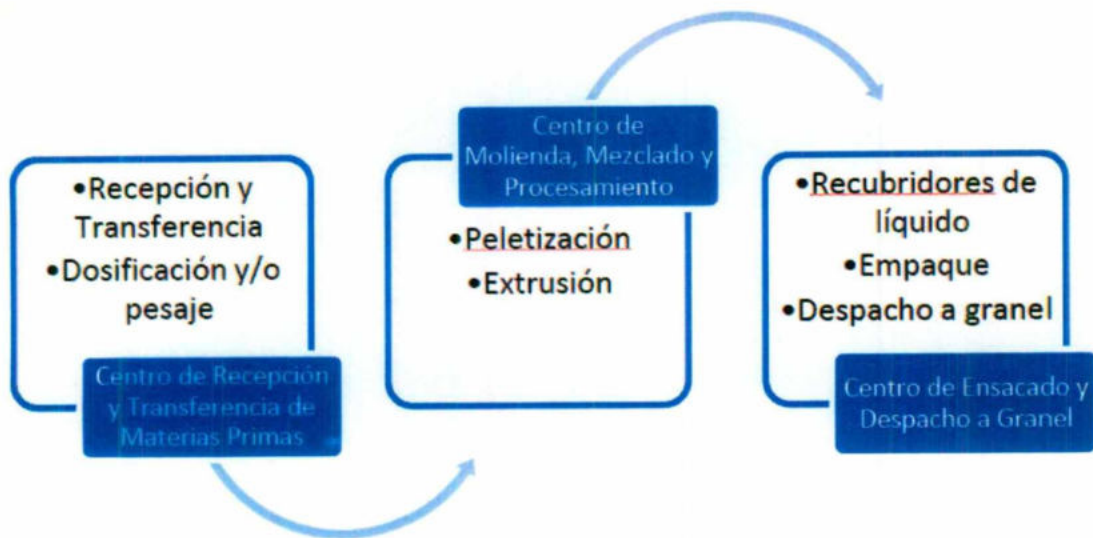 •Recepción y
Transferencia
•Dosificación y/o
pesaje
Centro de Recepción
y Transferencia de
Materias Primas
Centro de
Molienda, Mezclado y
Procesamiento
•Peletización
•Extrusión
•Recubridores de
líquido
•Empaque
•Despacho a granel
Centro de Ensacado y
Despacho a Granel